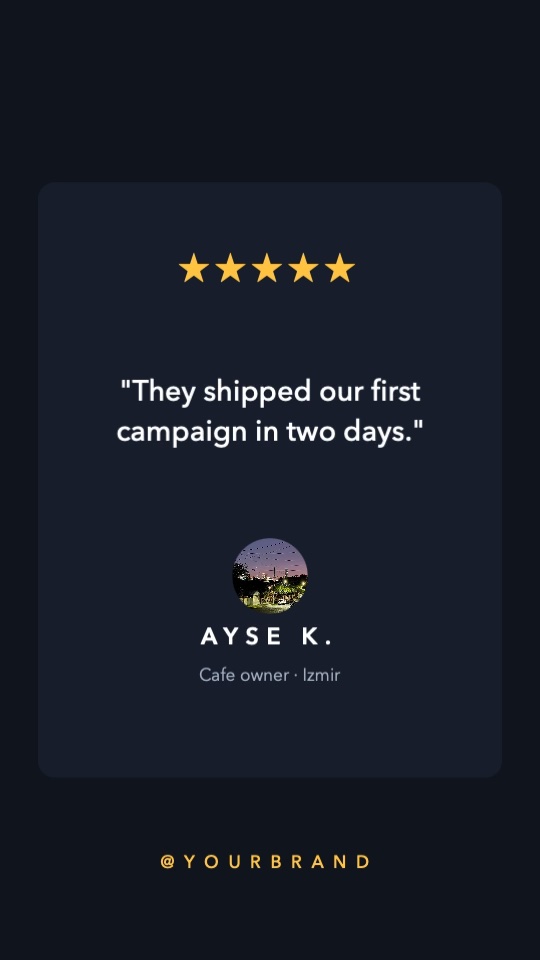 "They shipped our first
campaign in two days."
AYSE K.
Cafe owner · Izmir
@YOURBRAND